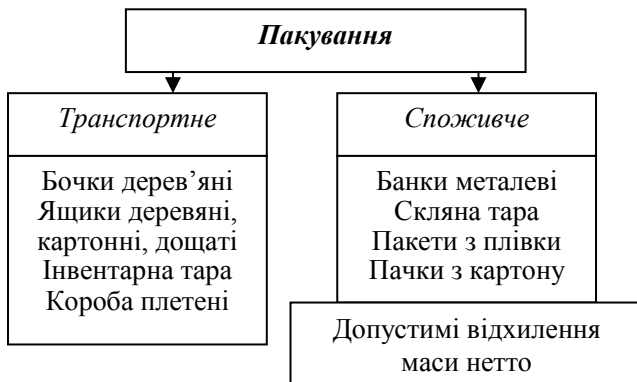 Пакування
Транспортне
Бочки дерев’яні
Ящики деревяні,
картонні, дощаті
Інвентарна тара
Короба плетені
Споживче
Банки металеві
Скляна тара
Пакети з плівки
Пачки з картону
Допустимі відхилення
маси нетто